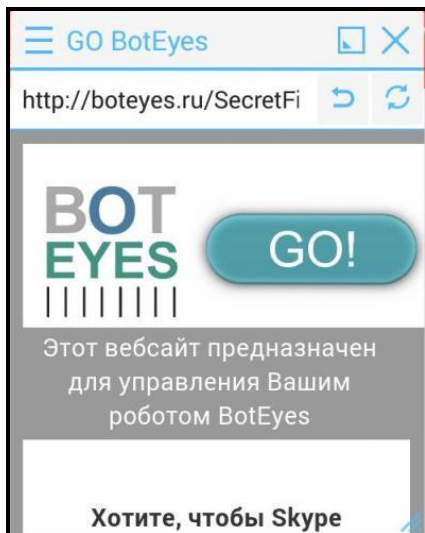 GO BotEyes
http://boteyes.ru/SecretFi
BOT
EYES
GO!
Этот вебсайт предназначен
для управления Вашим
роботом BotEyes
Хотите, чтобы Skype